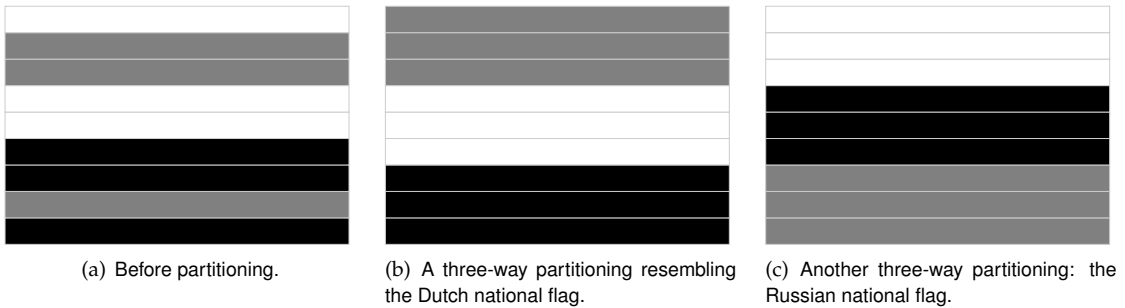 (a) Before partitioning.
(b) A three-way partitioning resembling
the Dutch national flag.
(c) Another three-way partitioning: the
Russian national flag.